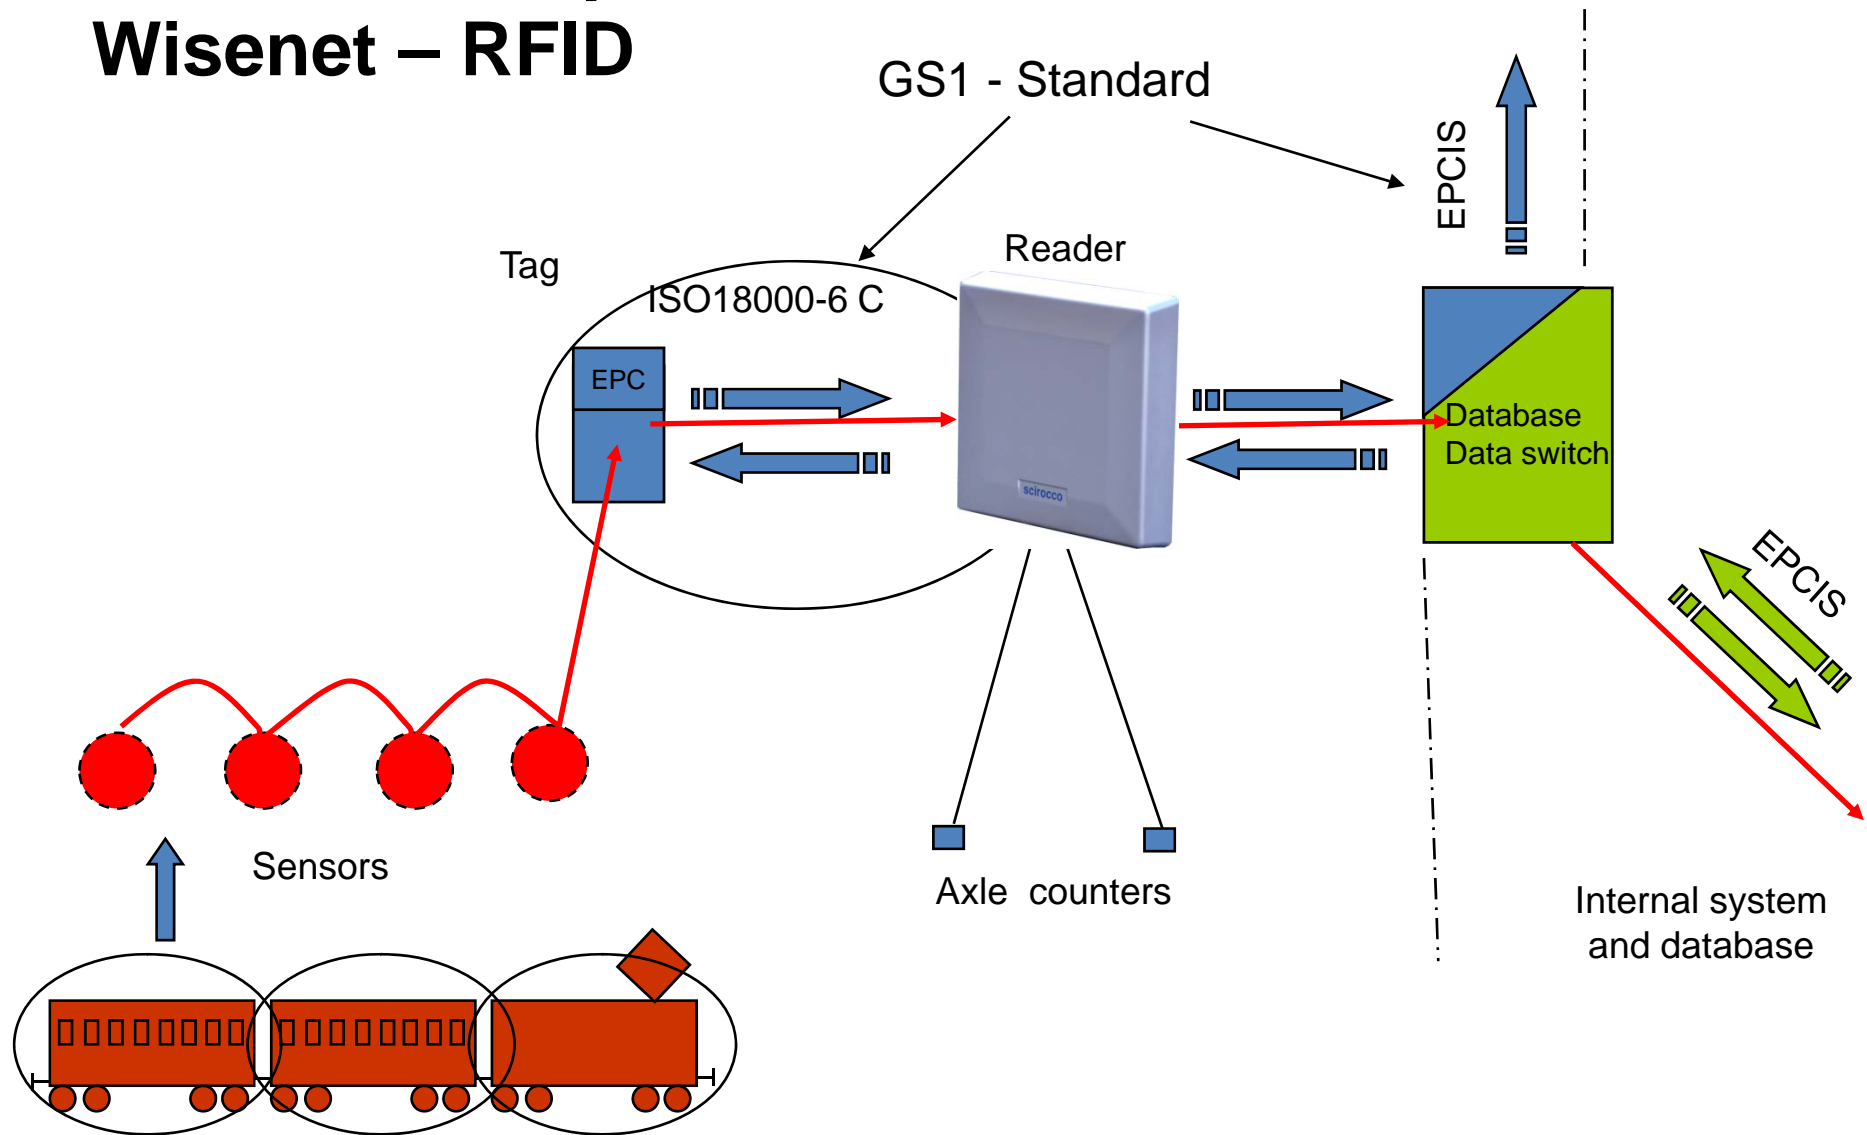 Wisenet – RFID
GS1 - Standard
EPCIS
Tag
Reader
ISO18000-6 C
EPC
Database
Data switch
scirocco
EPCIS
Sensors
Axle counters
Internal system
and database